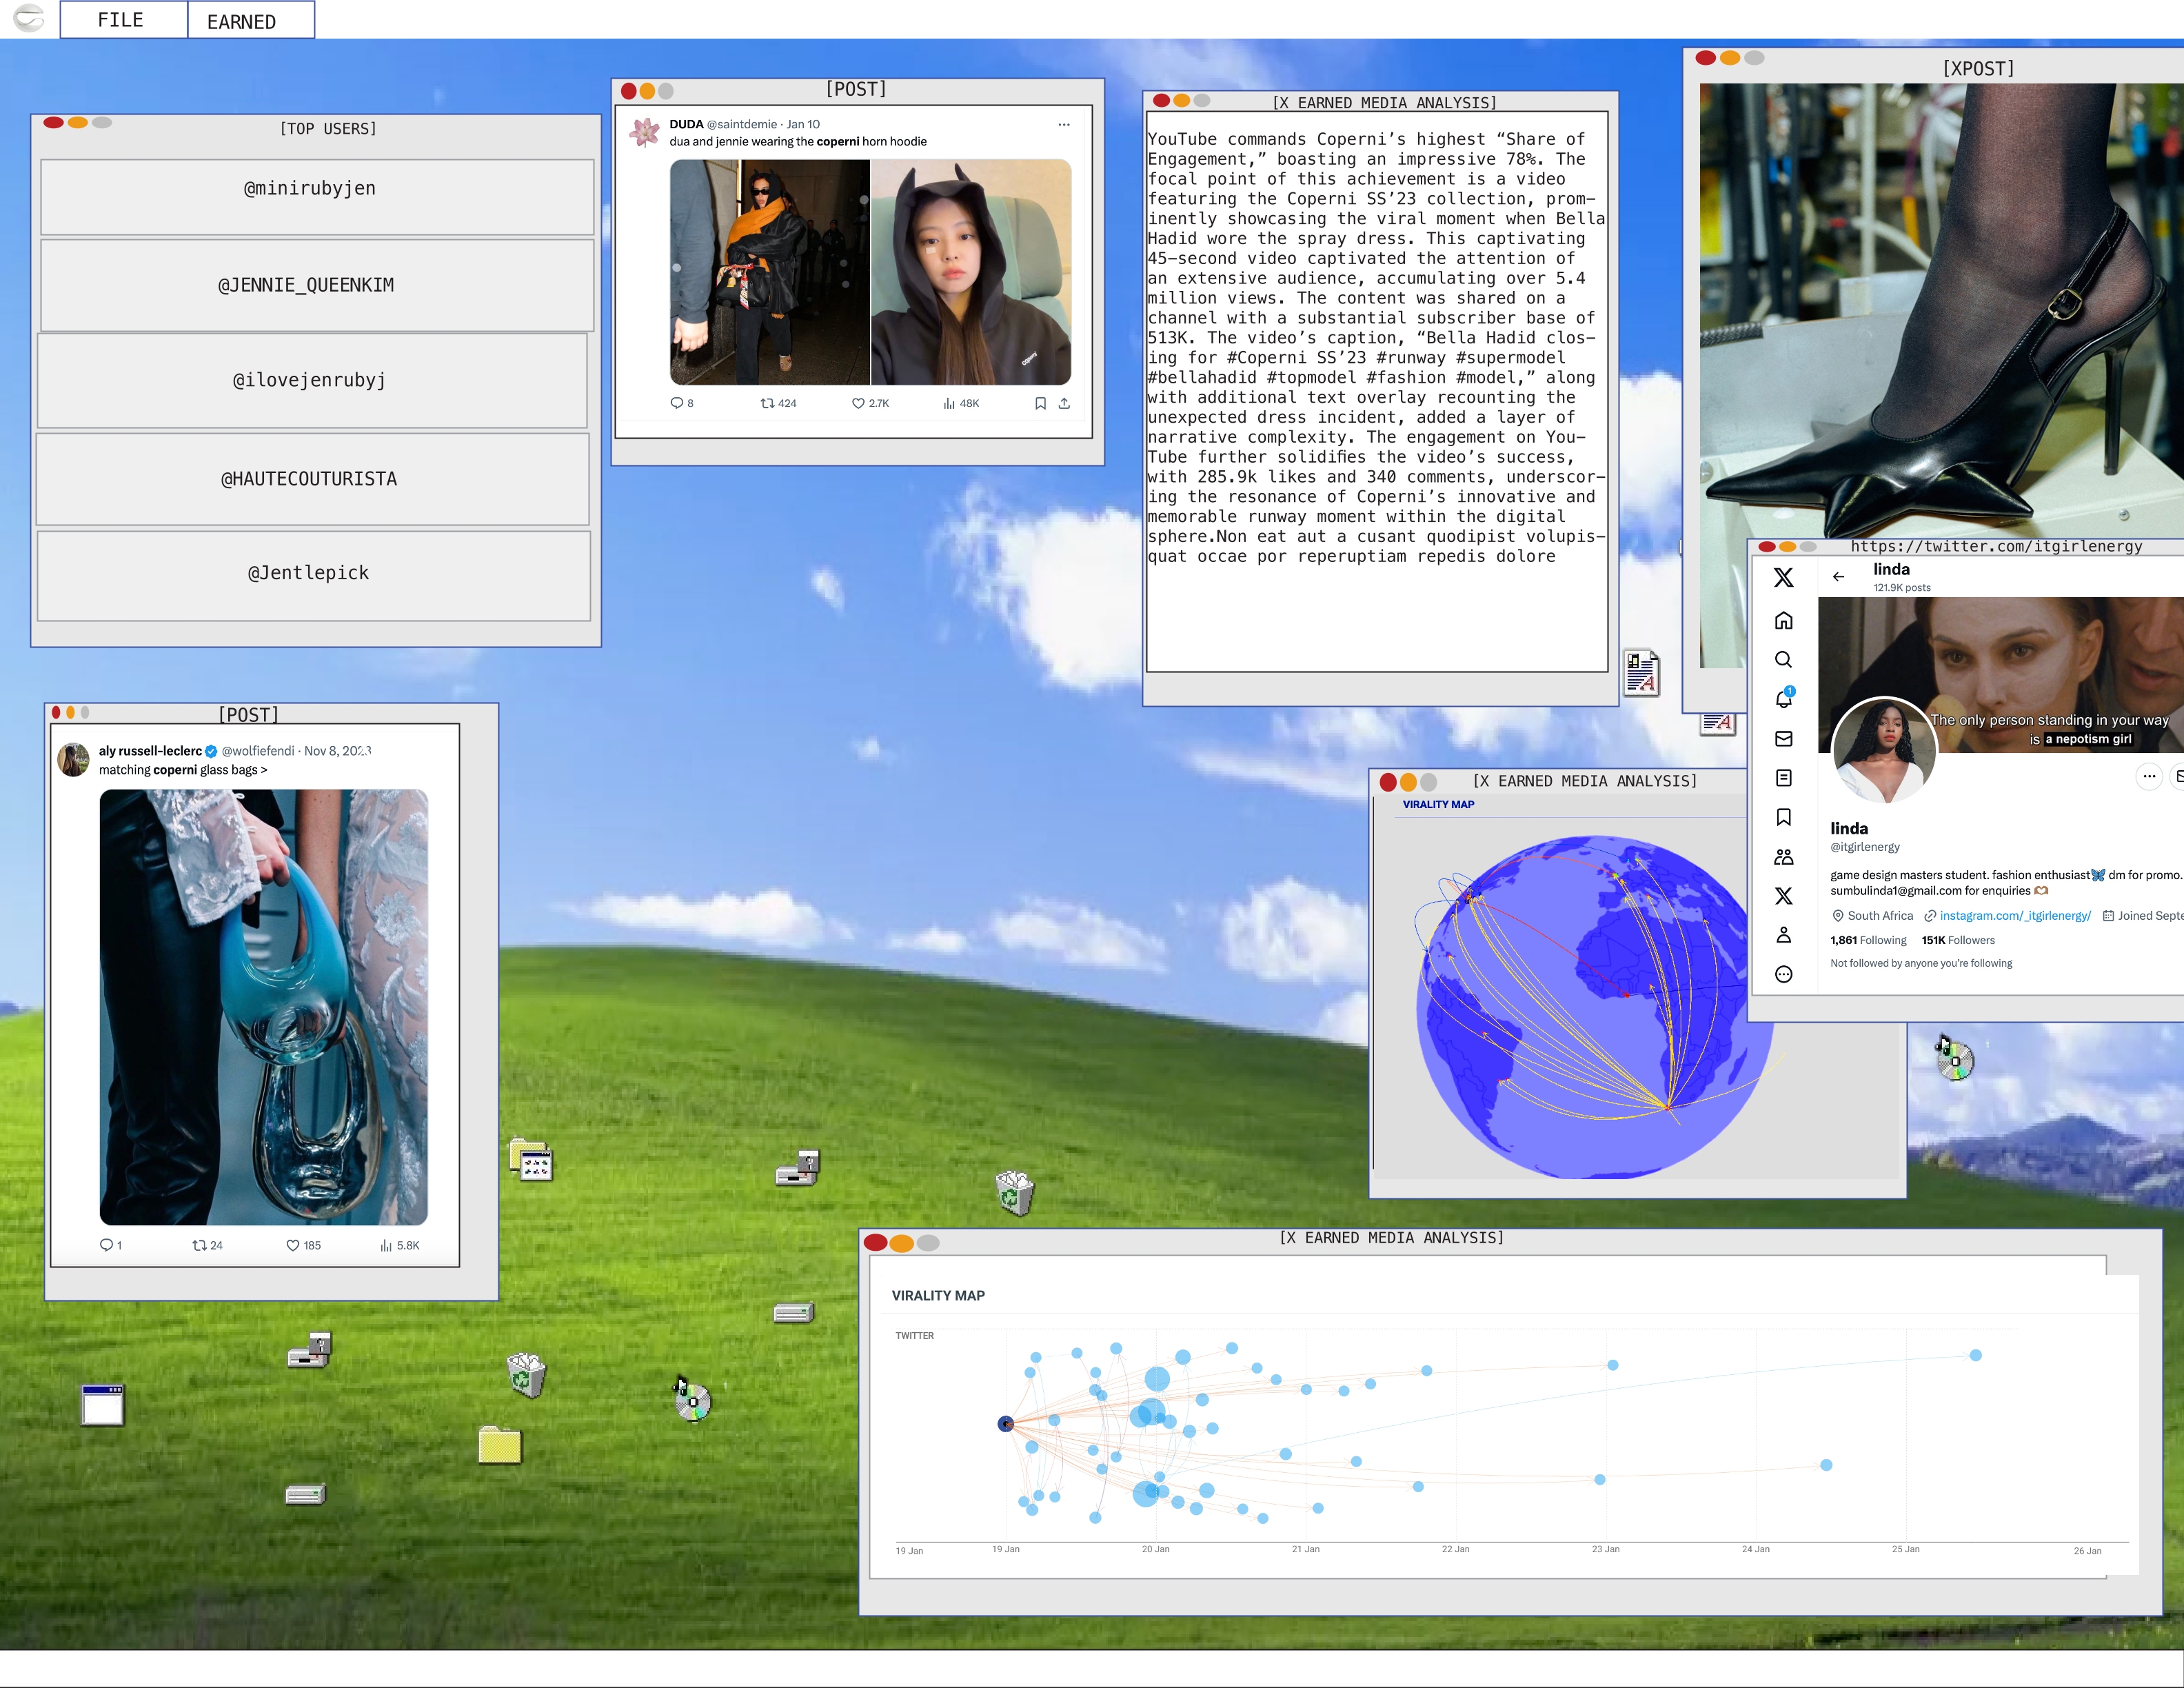 FILE
EARNED
[TOP USERS]
@minirubyjen
@JENNIE_QUEENKIM
@ilovejenrubyj
@HAUTECOUTURISTA
@Jentlepick
[POST]
DUDA @saintdemie · Jan 10
dua and jennie wearing the coperni horn hoodie
coperni
8 424 2.7K 48K
[X EARNED MEDIA ANALYSIS]
YouTube commands Coperni’s highest “Share of
Engagement,” boasting an impressive 78%. The
focal point of this achievement is a video
featuring the Coperni SS’23 collection, prom-
inently showcasing the viral moment when Bella
Hadid wore the spray dress. This captivating
45-second video captivated the attention of
an extensive audience, accumulating over 5.4
million views. The content was shared on a
channel with a substantial subscriber base of
513K. The video’s caption, “Bella Hadid clos-
ing for #Coperni SS’23 #runway #supermodel
#bellahadid #topmodel #fashion #model,” along
with additional text overlay recounting the
unexpected dress incident, added a layer of
narrative complexity. The engagement on You-
Tube further solidifies the video’s success,
with 285.9k likes and 340 comments, underscor-
ing the resonance of Coperni’s innovative and
memorable runway moment within the digital
sphere.Non eat aut a cusant quodipist volupis-
quat occae por reperuptiam repedis dolore
[XPOST]
https://twitter.com/itgirlenergy
linda
121.9K posts
1
The only person standing in your way
is a nepotism girl
linda
@itgirlenergy
game design masters student. fashion enthusiast🦋 dm for promo.
sumbulinda1@gmail.com for enquiries 🫶🏽
South Africa instagram.com/_itgirlenergy/ Joined Septe
1,861 Following 151K Followers
Not followed by anyone you’re following
[POST]
aly russell-leclerc @wolfiefendi · Nov 8, 2023
matching coperni glass bags >
1 24 185 5.8K
[X EARNED MEDIA ANALYSIS]
VIRALITY MAP
[X EARNED MEDIA ANALYSIS]
VIRALITY MAP
TWITTER
19 Jan 19 Jan 20 Jan 21 Jan 22 Jan 23 Jan 24 Jan 25 Jan 26 Jan